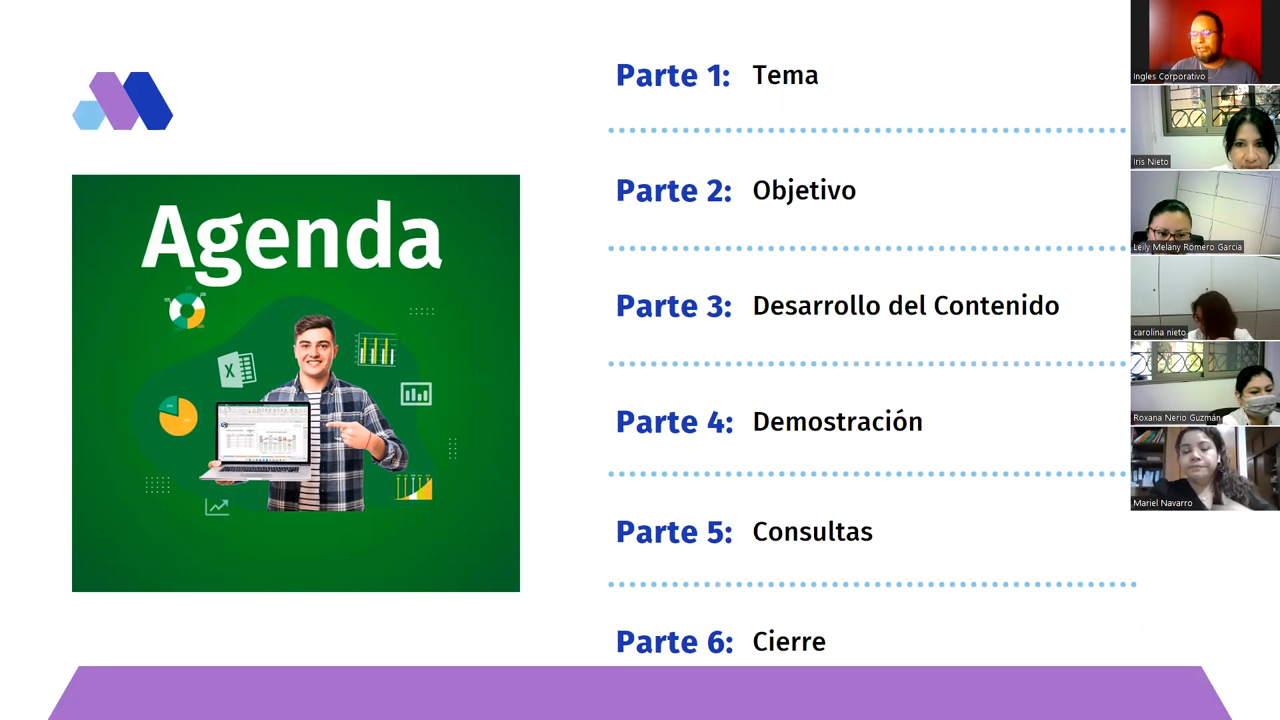 Agenda
Parte 1: Tema
Parte 2: Objetivo
Parte 3: Desarrollo del Contenido
Parte 4: Demostración
Parte 5: Consultas
Parte 6: Cierre
Ingles Corporativo
Iris Nieto
Leily Melany Romero Garcia
carolina nieto
Roxana Nerio Guzmán
Mariel Navarro
X